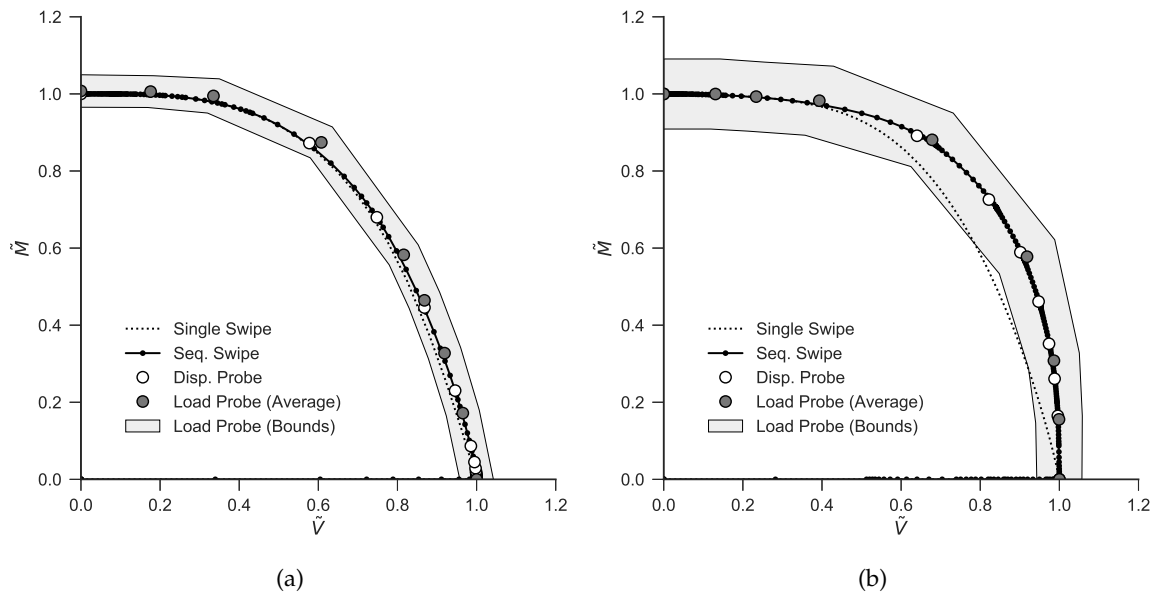 1.2
1.0
0.8
0.6
0.4
0.2
0.0
M̃
Single Swipe
Seq. Swipe
Disp. Probe
Load Probe (Average)
Load Probe (Bounds)
0.0 0.2 0.4 0.6 0.8 1.0 1.2
Ṽ
(a)
1.2
1.0
0.8
0.6
0.4
0.2
0.0
M̃
Single Swipe
Seq. Swipe
Disp. Probe
Load Probe (Average)
Load Probe (Bounds)
0.0 0.2 0.4 0.6 0.8 1.0 1.2
Ṽ
(b)